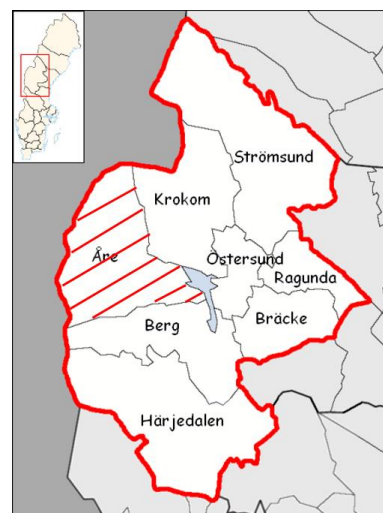 Strömsund
Krokom
Åre
Östersund
Ragunda
Bräcke
Berg
Härjedalen